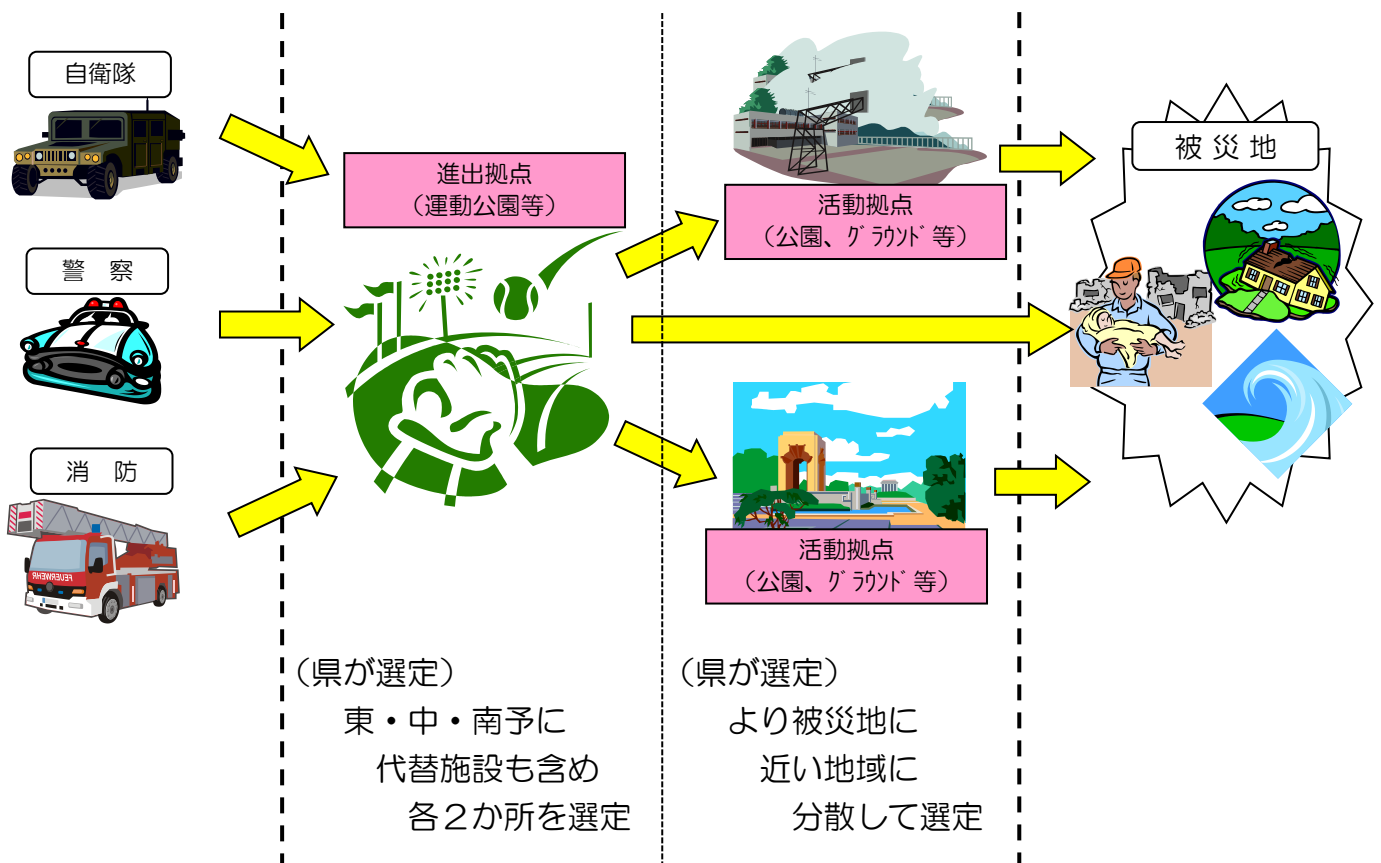 自衛隊
警　察
消　防
進出拠点
（運動公園等）
活動拠点
（公園、ｸﾞﾗｳﾝﾄﾞ等）
活動拠点
（公園、ｸﾞﾗｳﾝﾄﾞ等）
被 災 地
FEUERWEHR
（県が選定）
東・中・南予に
代替施設も含め
各２か所を選定
（県が選定）
より被災地に
近い地域に
分散して選定